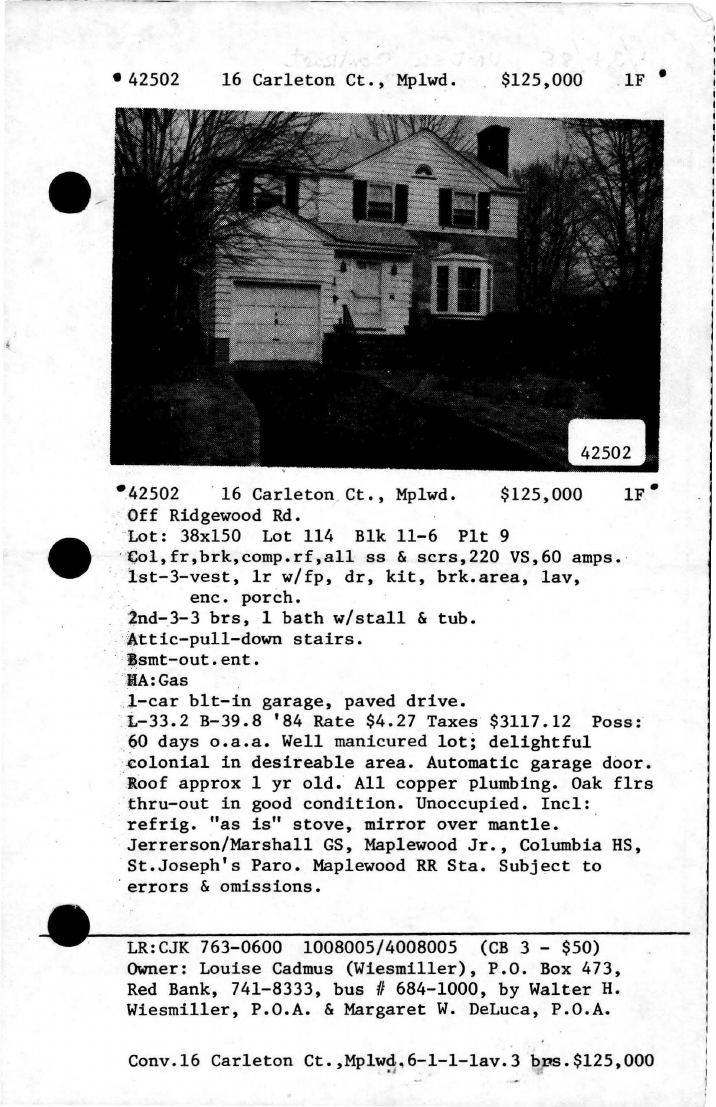 42502 16 Carleton Ct., Mplwd. $125,000 1F
42502
42502 16 Carleton Ct., Mplwd. $125,000 1F
Off Ridgewood Rd.
Lot: 38x150 Lot 114 Blk 11-6 Plt 9
Col,fr,brk,comp.rf,all ss & scrs,220 VS,60 amps.
1st-3-vest, lr w/fp, dr, kit, brk.area, lav,
enc. porch.
2nd-3-3 brs, 1 bath w/stall & tub.
Attic-pull-down stairs.
Bsmt-out.ent.
HA:Gas
1-car blt-in garage, paved drive.
L-33.2 B-39.8 '84 Rate $4.27 Taxes $3117.12 Poss:
60 days o.a.a. Well manicured lot; delightful
colonial in desireable area. Automatic garage door.
Roof approx 1 yr old. All copper plumbing. Oak flrs
thru-out in good condition. Unoccupied. Incl:
refrig. "as is" stove, mirror over mantle.
Jerrerson/Marshall GS, Maplewood Jr., Columbia HS,
St.Joseph's Paro. Maplewood RR Sta. Subject to
errors & omissions.
LR:CJK 763-0600 1008005/4008005 (CB 3 - $50)
Owner: Louise Cadmus (Wiesmiller), P.O. Box 473,
Red Bank, 741-8333, bus # 684-1000, by Walter H.
Wiesmiller, P.O.A. & Margaret W. DeLuca, P.O.A.
Conv.16 Carleton Ct.,Mplwd.6-1-1-lav.3 brs.$125,000